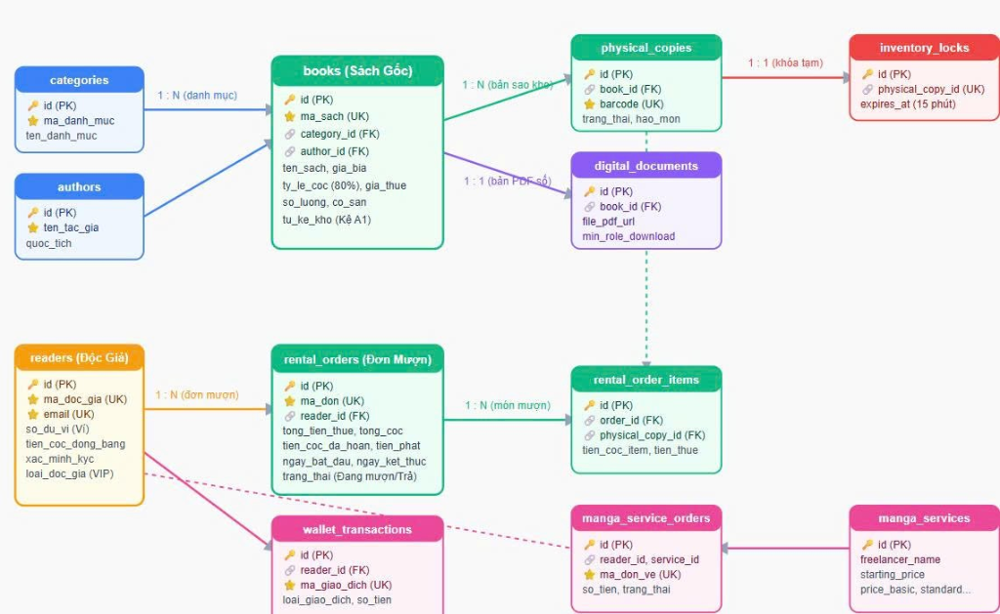 categories
id (PK)
ma_danh_muc
ten_danh_muc
1 : N (danh mục)
authors
id (PK)
ten_tac_gia
quoc_tich
books (Sách Gốc)
id (PK)
ma_sach (UK)
category_id (FK)
author_id (FK)
ten_sach, gia_bia
ty_le_coc (80%), gia_thue
so_luong, co_san
tu_ke_kho (Kệ A1)
1 : N (bản sao kho)
1 : 1 (bản PDF số)
physical_copies
id (PK)
book_id (FK)
barcode (UK)
trang_thai, hao_mon
1 : 1 (khóa tạm)
inventory_locks
id (PK)
physical_copy_id (UK)
expires_at (15 phút)
digital_documents
id (PK)
book_id (FK)
file_pdf_url
min_role_download
readers (Độc Giả)
id (PK)
ma_doc_gia (UK)
email (UK)
so_du_vi (Ví)
tien_coc_dong_bang
xac_minh_kyc
loai_doc_gia (VIP)
1 : N (đơn mượn)
rental_orders (Đơn Mượn)
id (PK)
ma_don (UK)
reader_id (FK)
tong_tien_thue, tong_coc
tien_coc_da_hoan, tien_phat
ngay_bat_dau, ngay_ket_thuc
trang_thai (Đang mượn/Trả)
1 : N (món mượn)
rental_order_items
id (PK)
order_id (FK)
physical_copy_id (FK)
tien_coc_item, tien_thue
wallet_transactions
id (PK)
reader_id (FK)
ma_giao_dich (UK)
loai_giao_dich, so_tien
manga_service_orders
id (PK)
reader_id, service_id
ma_don_ve (UK)
so_tien, trang_thai
manga_services
id (PK)
freelancer_name
starting_price
price_basic, standard...